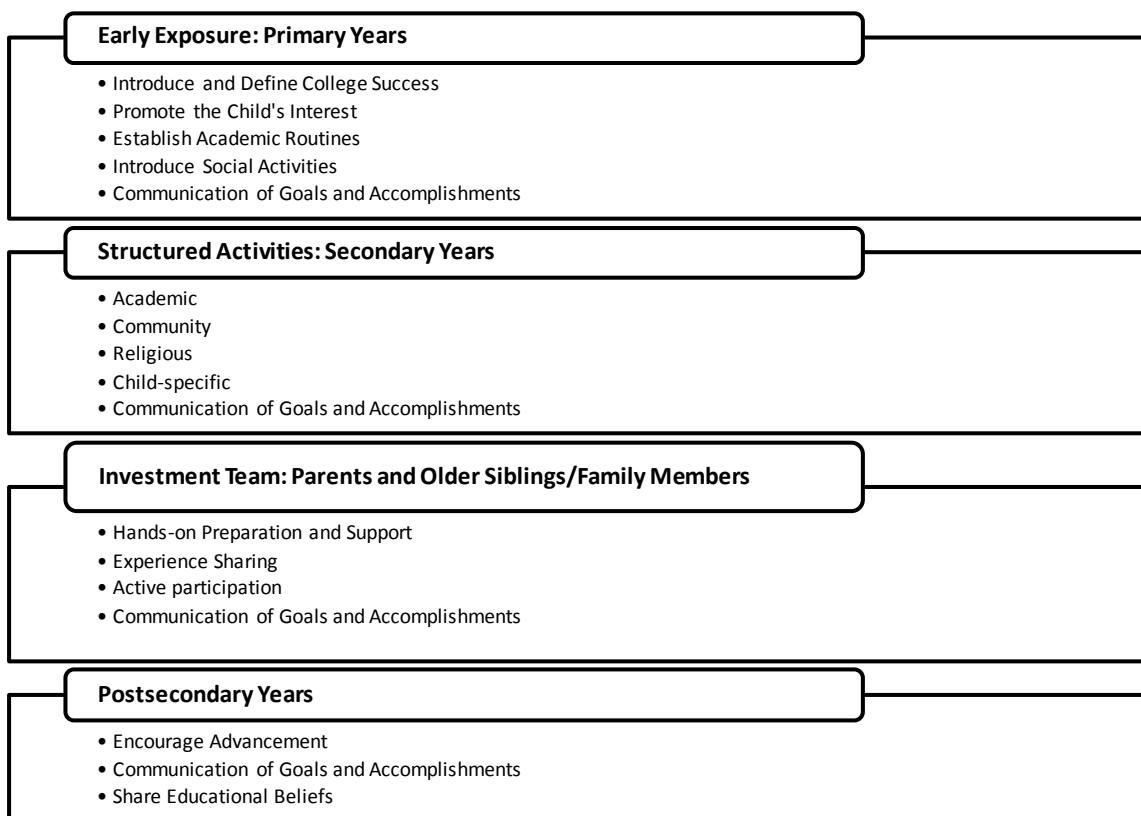 Early Exposure: Primary Years
• Introduce and Define College Success
• Promote the Child's Interest
• Establish Academic Routines
• Introduce Social Activities
• Communication of Goals and Accomplishments
Structured Activities: Secondary Years
• Academic
• Community
• Religious
• Child-specific
• Communication of Goals and Accomplishments
Investment Team: Parents and Older Siblings/Family Members
• Hands-on Preparation and Support
• Experience Sharing
• Active participation
• Communication of Goals and Accomplishments
Postsecondary Years
• Encourage Advancement
• Communication of Goals and Accomplishments
• Share Educational Beliefs